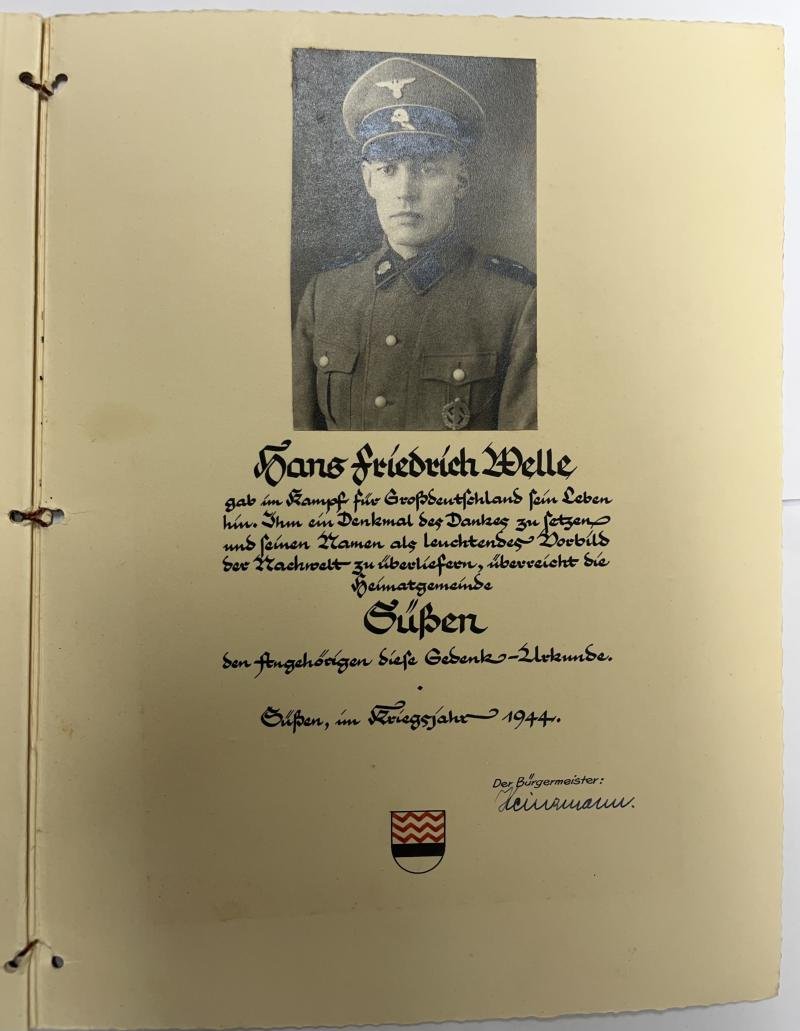 Hans Friedrich Welle
gab im Kampf für Großdeutschland sein Leben
hin. Ihm ein Denkmal des Dankes zu setzen
und seinen Namen als leuchtendes Vorbild
der Nachwelt zu überliefern, überreicht die
Heimatgemeinde
Süßen
den Angehörigen diese Gedenk-Urkunde.
Süßen, im Kriegsjahr 1944.
Der Bürgermeister: